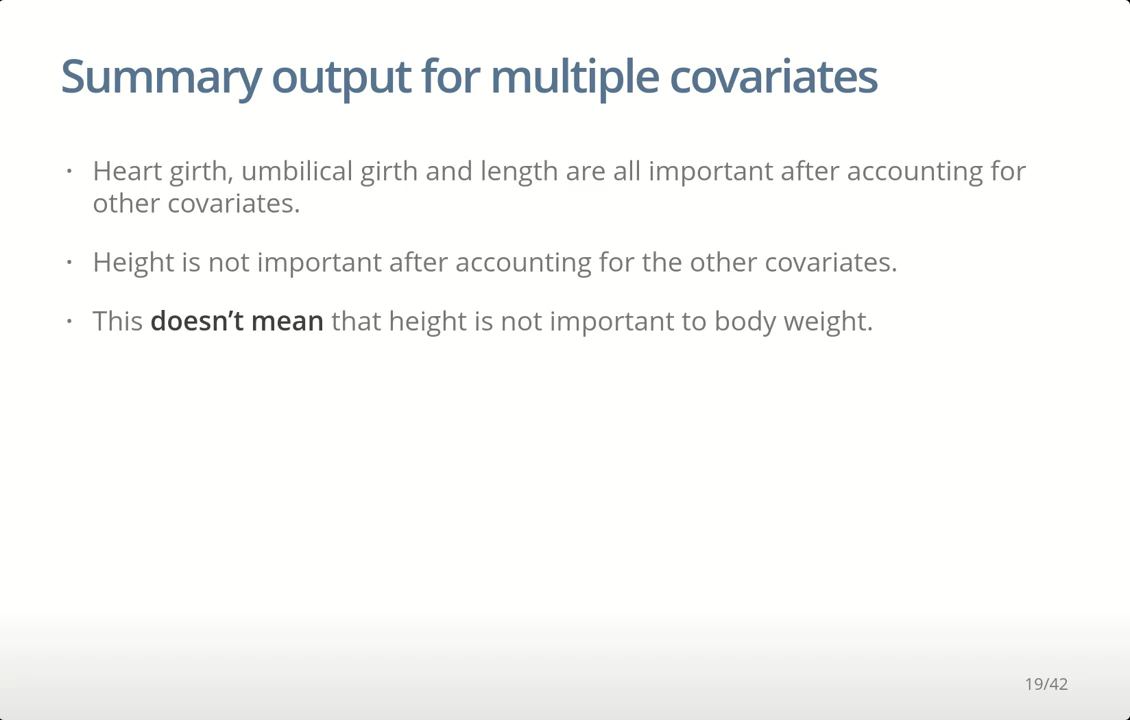 Summary output for multiple covariates
· Heart girth, umbilical girth and length are all important after accounting for
other covariates.
· Height is not important after accounting for the other covariates.
· This doesn’t mean that height is not important to body weight.
19/42